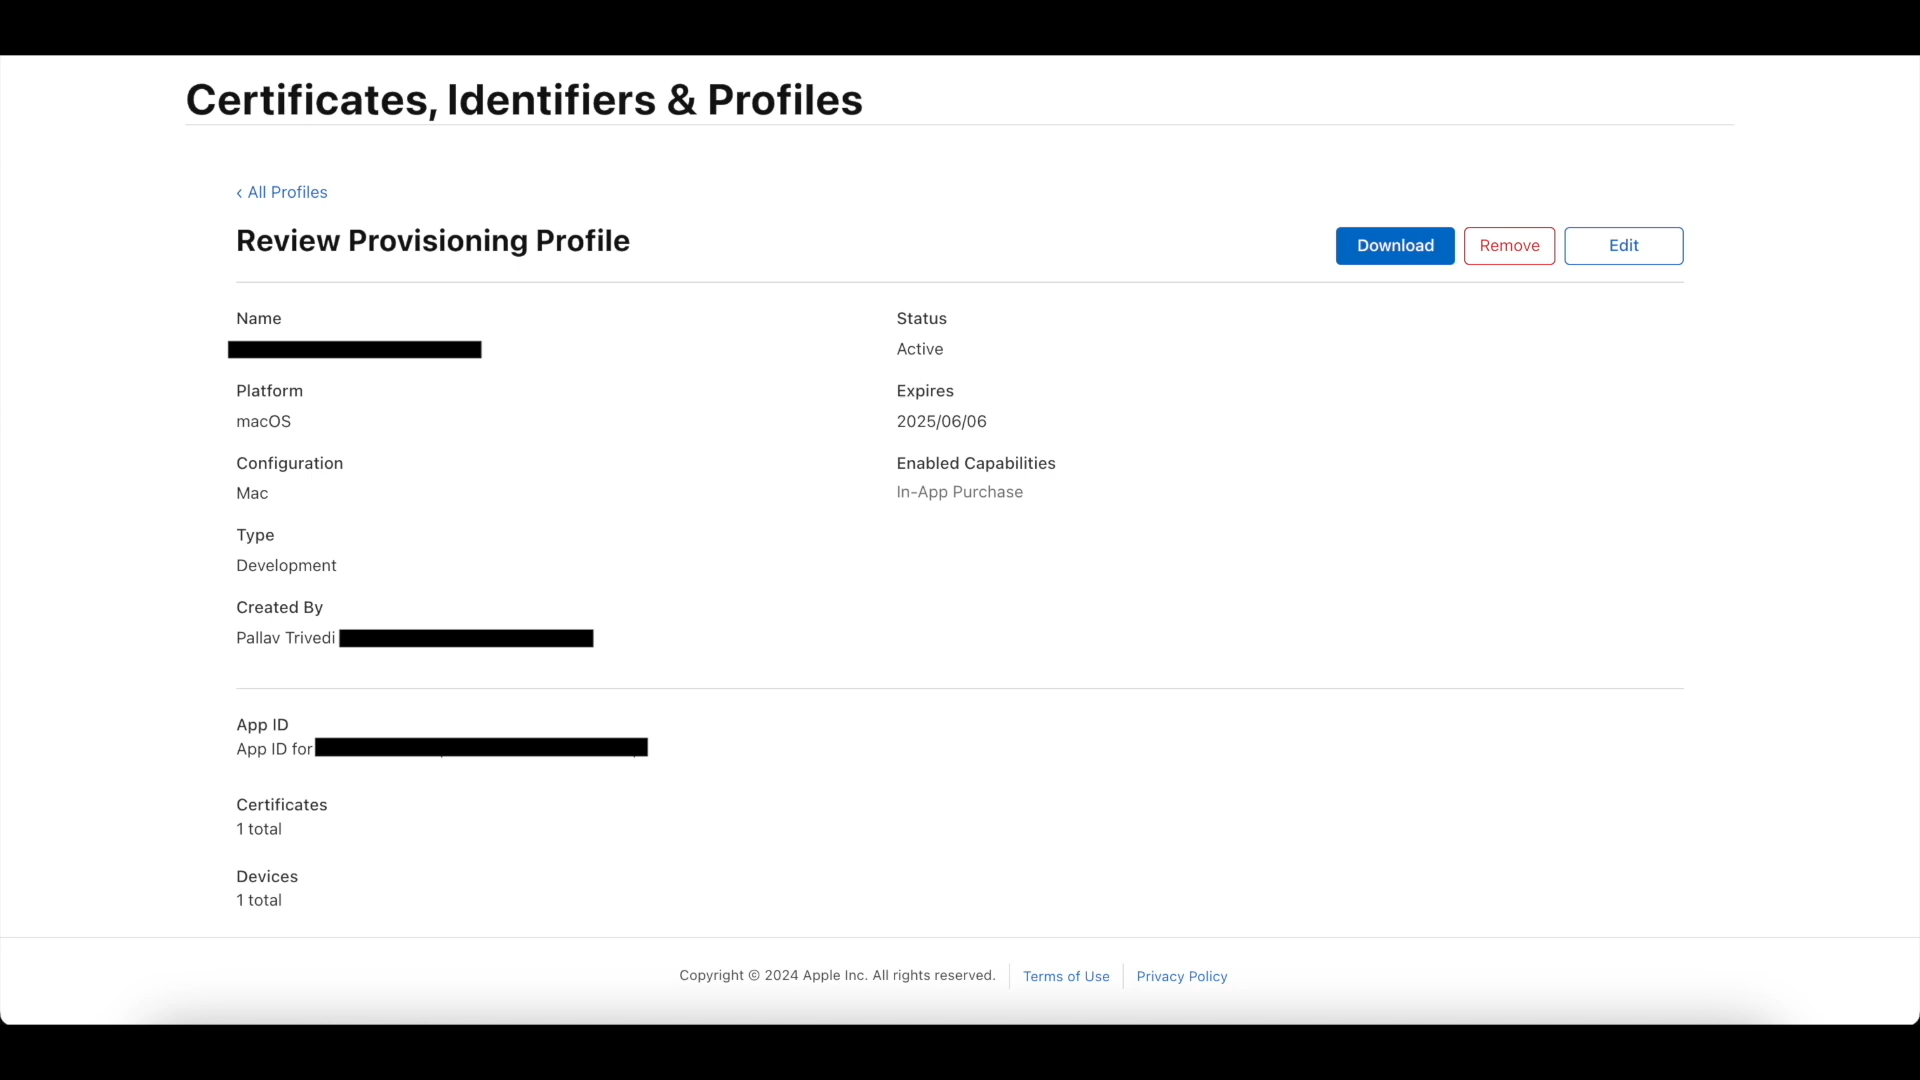 Certificates, Identifiers & Profiles
‹ All Profiles
Review Provisioning Profile
Download
Remove
Edit
Name
Status
Active
Platform
macOS
Expires
2025/06/06
Configuration
Mac
Enabled Capabilities
In-App Purchase
Type
Development
Created By
Pallav Trivedi
App ID
App ID for
Certificates
1 total
Devices
1 total
Copyright © 2024 Apple Inc. All rights reserved.
Terms of Use
Privacy Policy